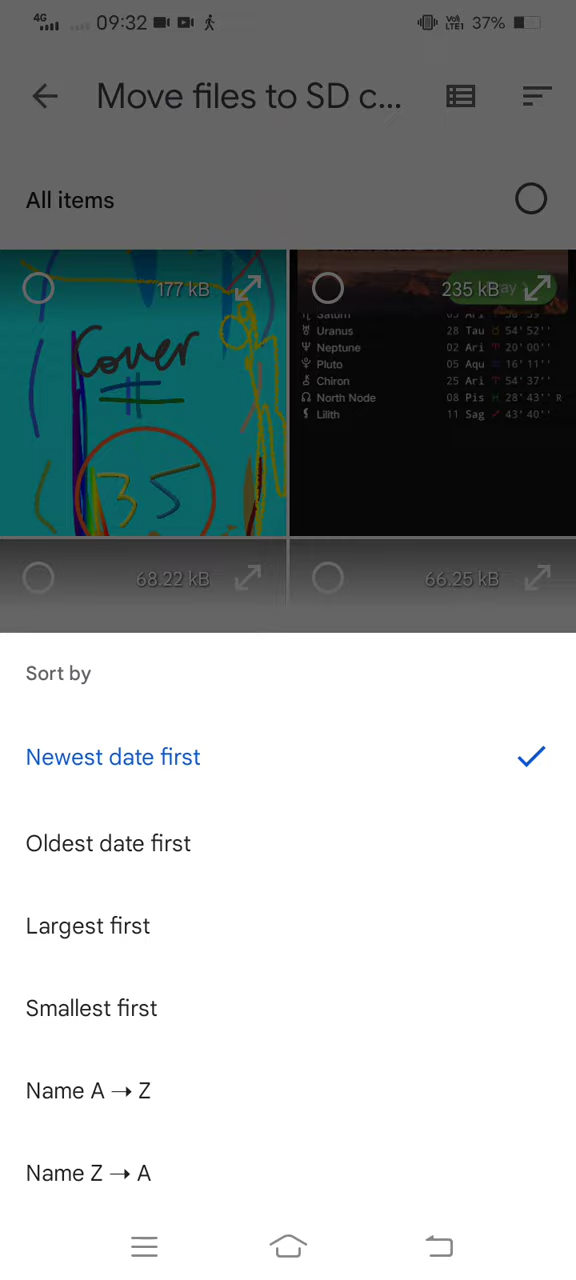 4G 09:32 Vo) LTE1 37%
Move files to SD c...
All items
177 kB
235 kB
Cover
#
35
Saturn
Uranus 28 Tau 54'52''
Neptune 02 Ari 20'00''
Pluto 05 Aqu 16'11''
Chiron 25 Ari 54'37''
North Node 08 Pis 28'43'' R
Lilith 11 Sag 43'40''
68.22 kB
66.25 kB
Sort by
Newest date first
Oldest date first
Largest first
Smallest first
Name A → Z
Name Z → A